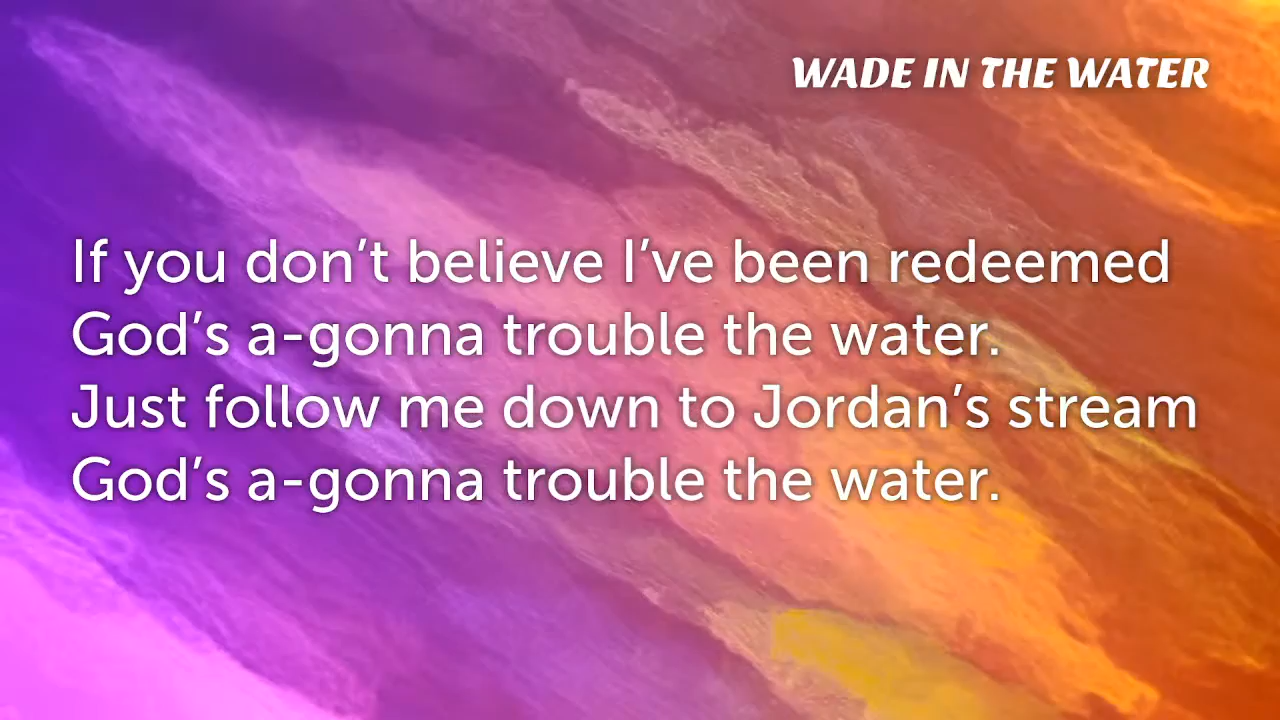 WADE IN THE WATER
If you don’t believe I’ve been redeemed
God’s a-gonna trouble the water.
Just follow me down to Jordan’s stream
God’s a-gonna trouble the water.